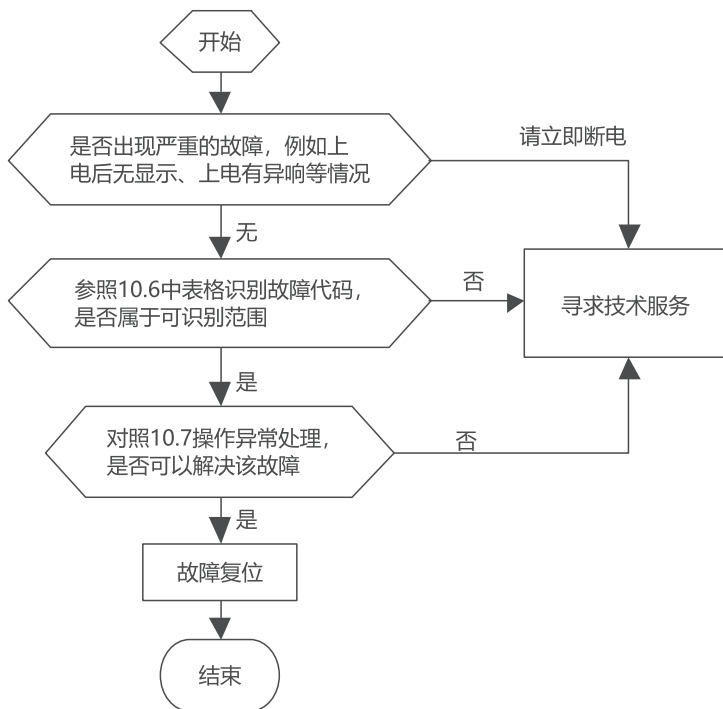 开始
是否出现严重的故障，例如上
电后无显示、上电有异响等情况
请立即断电
无
参照10.6中表格识别故障代码，
是否属于可识别范围
否
寻求技术服务
是
对照10.7操作异常处理，
是否可以解决该故障
否
是
故障复位
结束